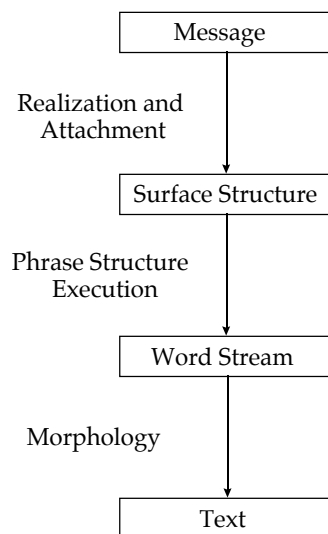 Message
Realization and
Attachment
Surface Structure
Phrase Structure
Execution
Word Stream
Morphology
Text